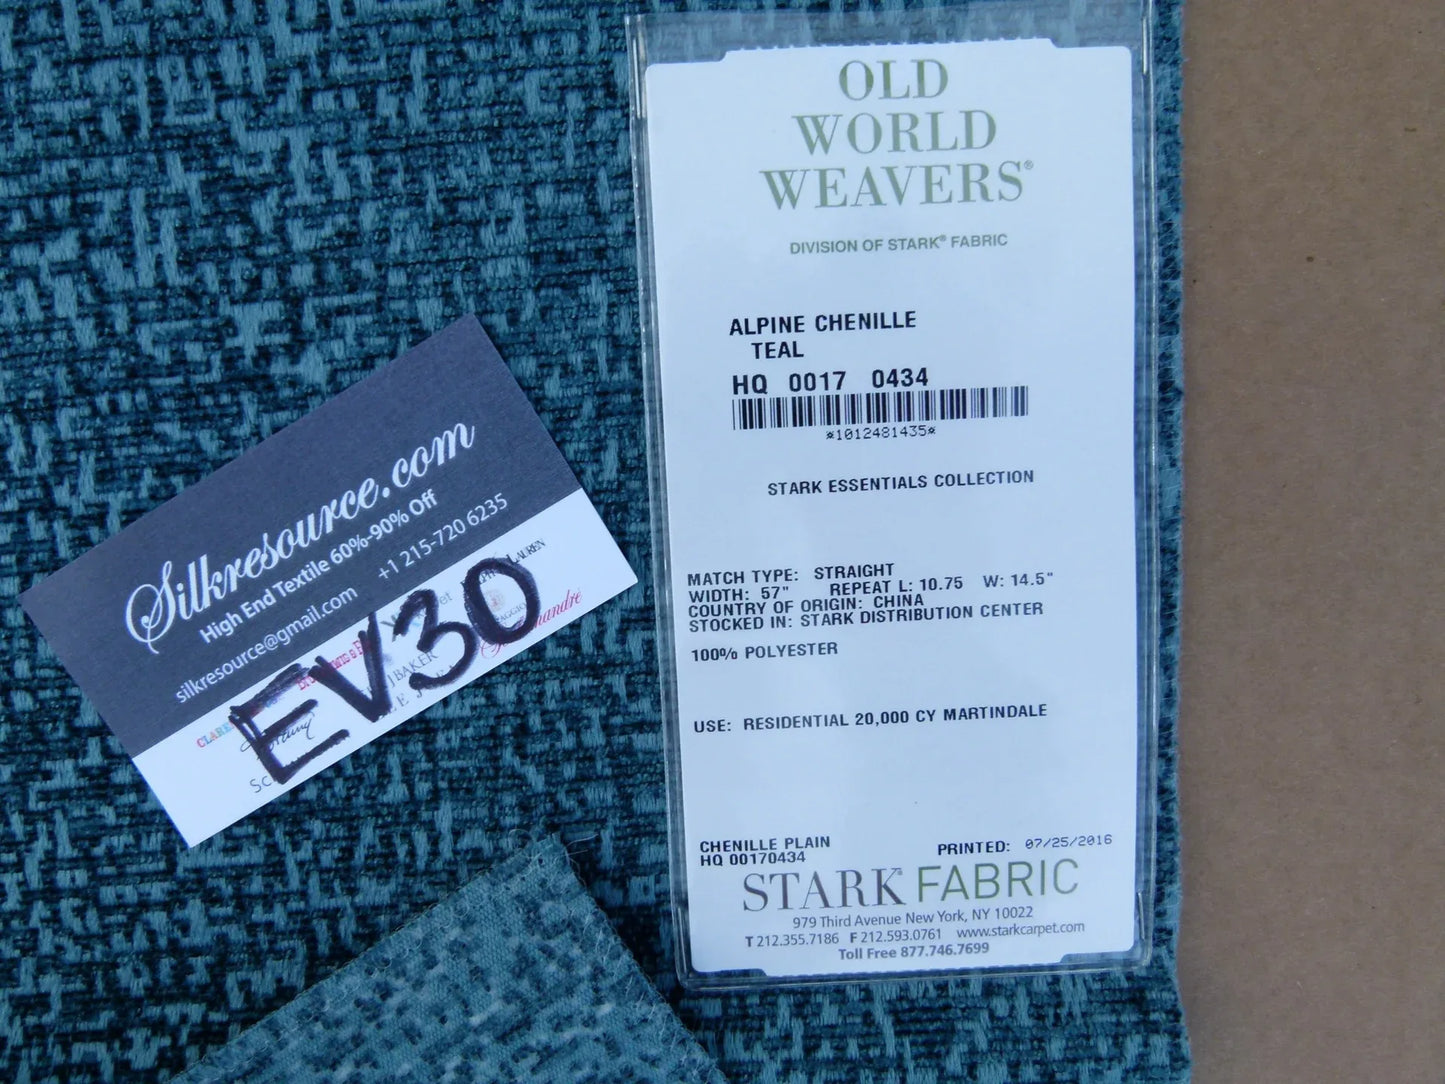 OLD
WORLD
WEAVERS®
DIVISION OF STARK® FABRIC
ALPINE CHENILLE
TEAL
HQ 0017 0434
*1012481435*
STARK ESSENTIALS COLLECTION
MATCH TYPE: STRAIGHT
WIDTH: 57" REPEAT L: 10.75 W: 14.5"
COUNTRY OF ORIGIN: CHINA
STOCKED IN: STARK DISTRIBUTION CENTER
100% POLYESTER
USE: RESIDENTIAL 20,000 CY MARTINDALE
CHENILLE PLAIN
HQ 00170434
PRINTED: 07/25/2016
STARK® FABRIC
979 Third Avenue New York, NY 10022
T 212.355.7186 F 212.593.0761 www.starkcarpet.com
Toll Free 877.746.7699
Silkresource.com
High End Textile 60%-90% Off
silkresource@gmail.com +1 215-720 6235
EV30
LAUREN
BAKER